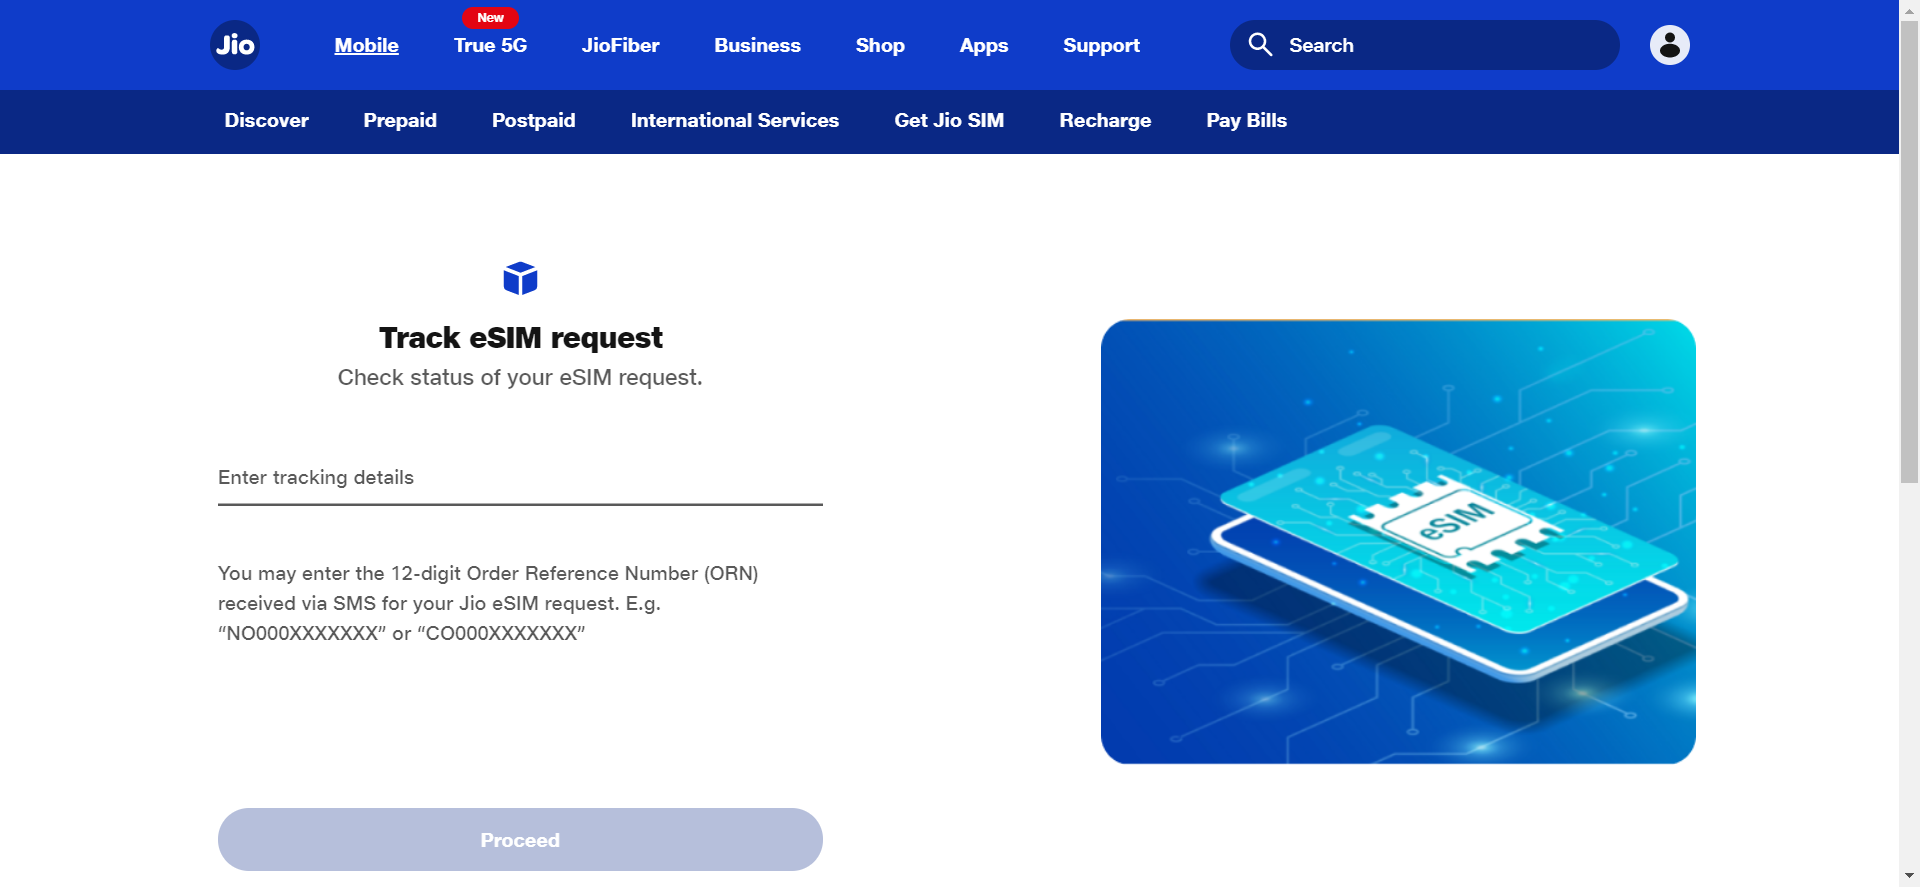 New
Jio Mobile True 5G JioFiber Business Shop Apps Support Search
Discover Prepaid Postpaid International Services Get Jio SIM Recharge Pay Bills
Track eSIM request
Check status of your eSIM request.
Enter tracking details
You may enter the 12-digit Order Reference Number (ORN)
received via SMS for your Jio eSIM request. E.g.
“NO000XXXXXXX” or “CO000XXXXXXX”
Proceed
eSIM